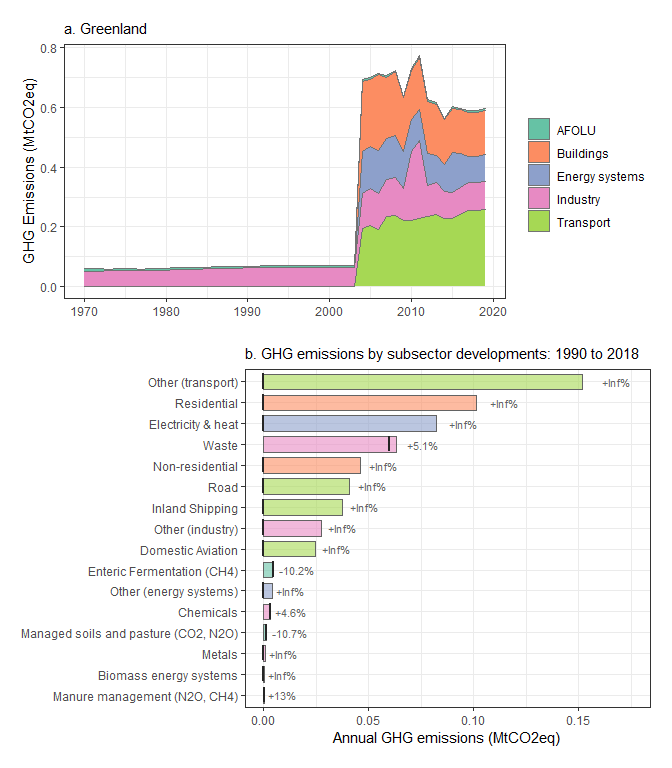 a. Greenland
GHG Emissions (MtCO2eq)
0.8
0.6
0.4
0.2
0.0
1970
1980
1990
2000
2010
2020
AFOLU
Buildings
Energy systems
Industry
Transport
b. GHG emissions by subsector developments: 1990 to 2018
Other (transport) +Inf%
Residential +Inf%
Electricity & heat +Inf%
Waste +5.1%
Non-residential +Inf%
Road +Inf%
Inland Shipping +Inf%
Other (industry) +Inf%
Domestic Aviation +Inf%
Enteric Fermentation (CH4) -10.2%
Other (energy systems) +Inf%
Chemicals +4.6%
Managed soils and pasture (CO2, N2O) -10.7%
Metals +Inf%
Biomass energy systems +Inf%
Manure management (N2O, CH4) +13%
0.00
0.05
0.10
0.15
Annual GHG emissions (MtCO2eq)